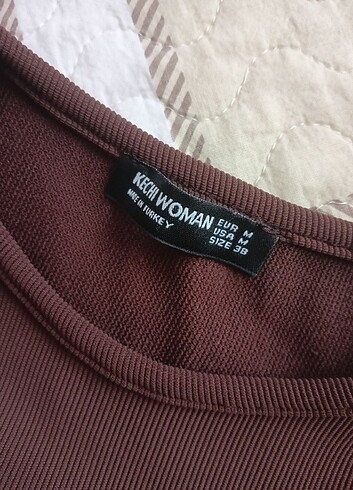 KECHI WOMAN
MADE IN TURKEY
EUR M
USA M
SIZE 38